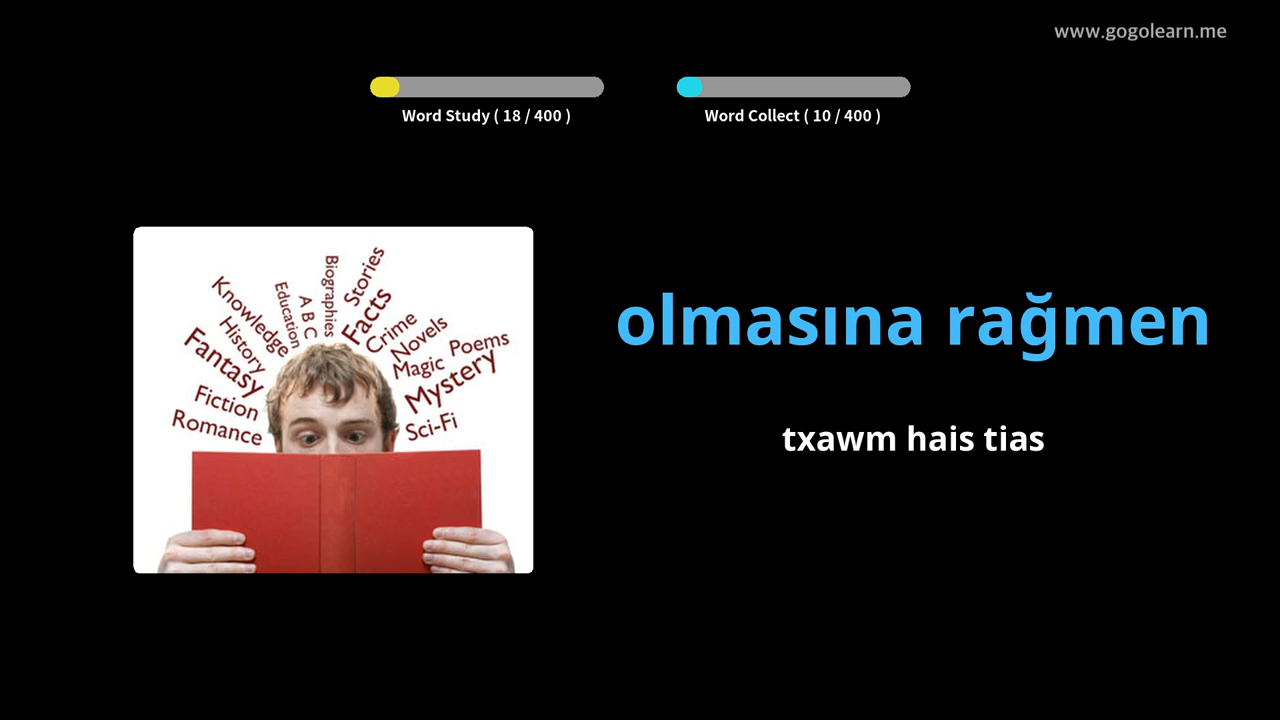 www.gogolearn.me
Word Study ( 18 / 400 )
Word Collect ( 10 / 400 )
Biographies
Stories
Education
A B C
Facts
Knowledge
Crime
History
Novels
Fantasy
Magic
Poems
Mystery
Fiction
Romance
Sci-Fi
olmasına rağmen
txawm hais tias